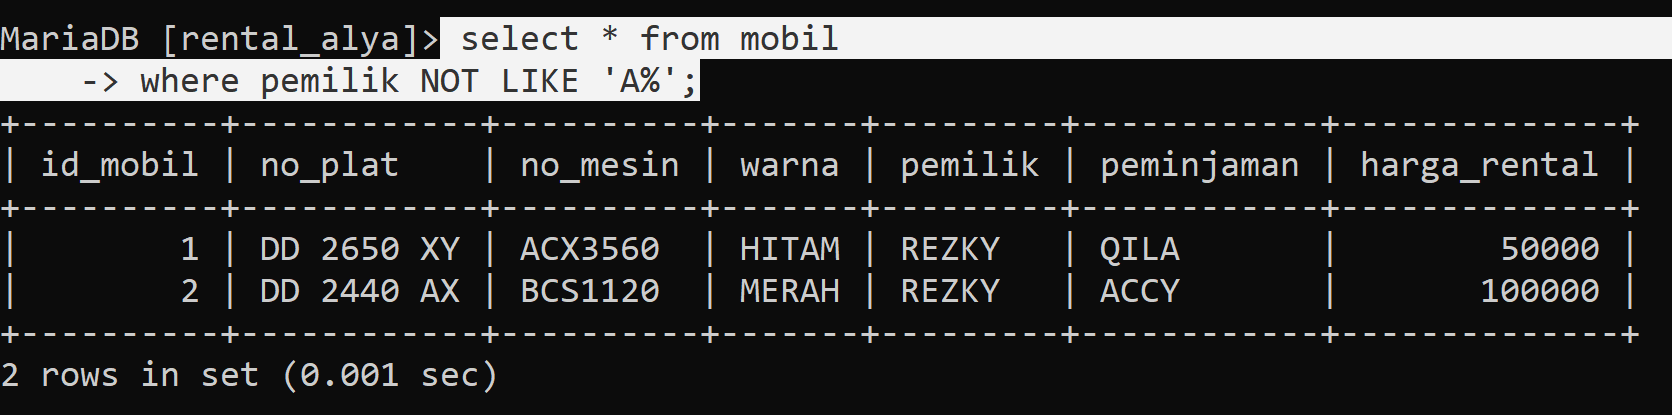 MariaDB [rental_alya]> select * from mobil
    -> where pemilik NOT LIKE 'A%';
+----------+------------+----------+-------+---------+------------+--------------+
| id_mobil | no_plat    | no_mesin | warna | pemilik | peminjaman | harga_rental |
+----------+------------+----------+-------+---------+------------+--------------+
|        1 | DD 2650 XY | ACX3560  | HITAM | REZKY   | QILA       |        50000 |
|        2 | DD 2440 AX | BCS1120  | MERAH | REZKY   | ACCY       |       100000 |
+----------+------------+----------+-------+---------+------------+--------------+
2 rows in set (0.001 sec)